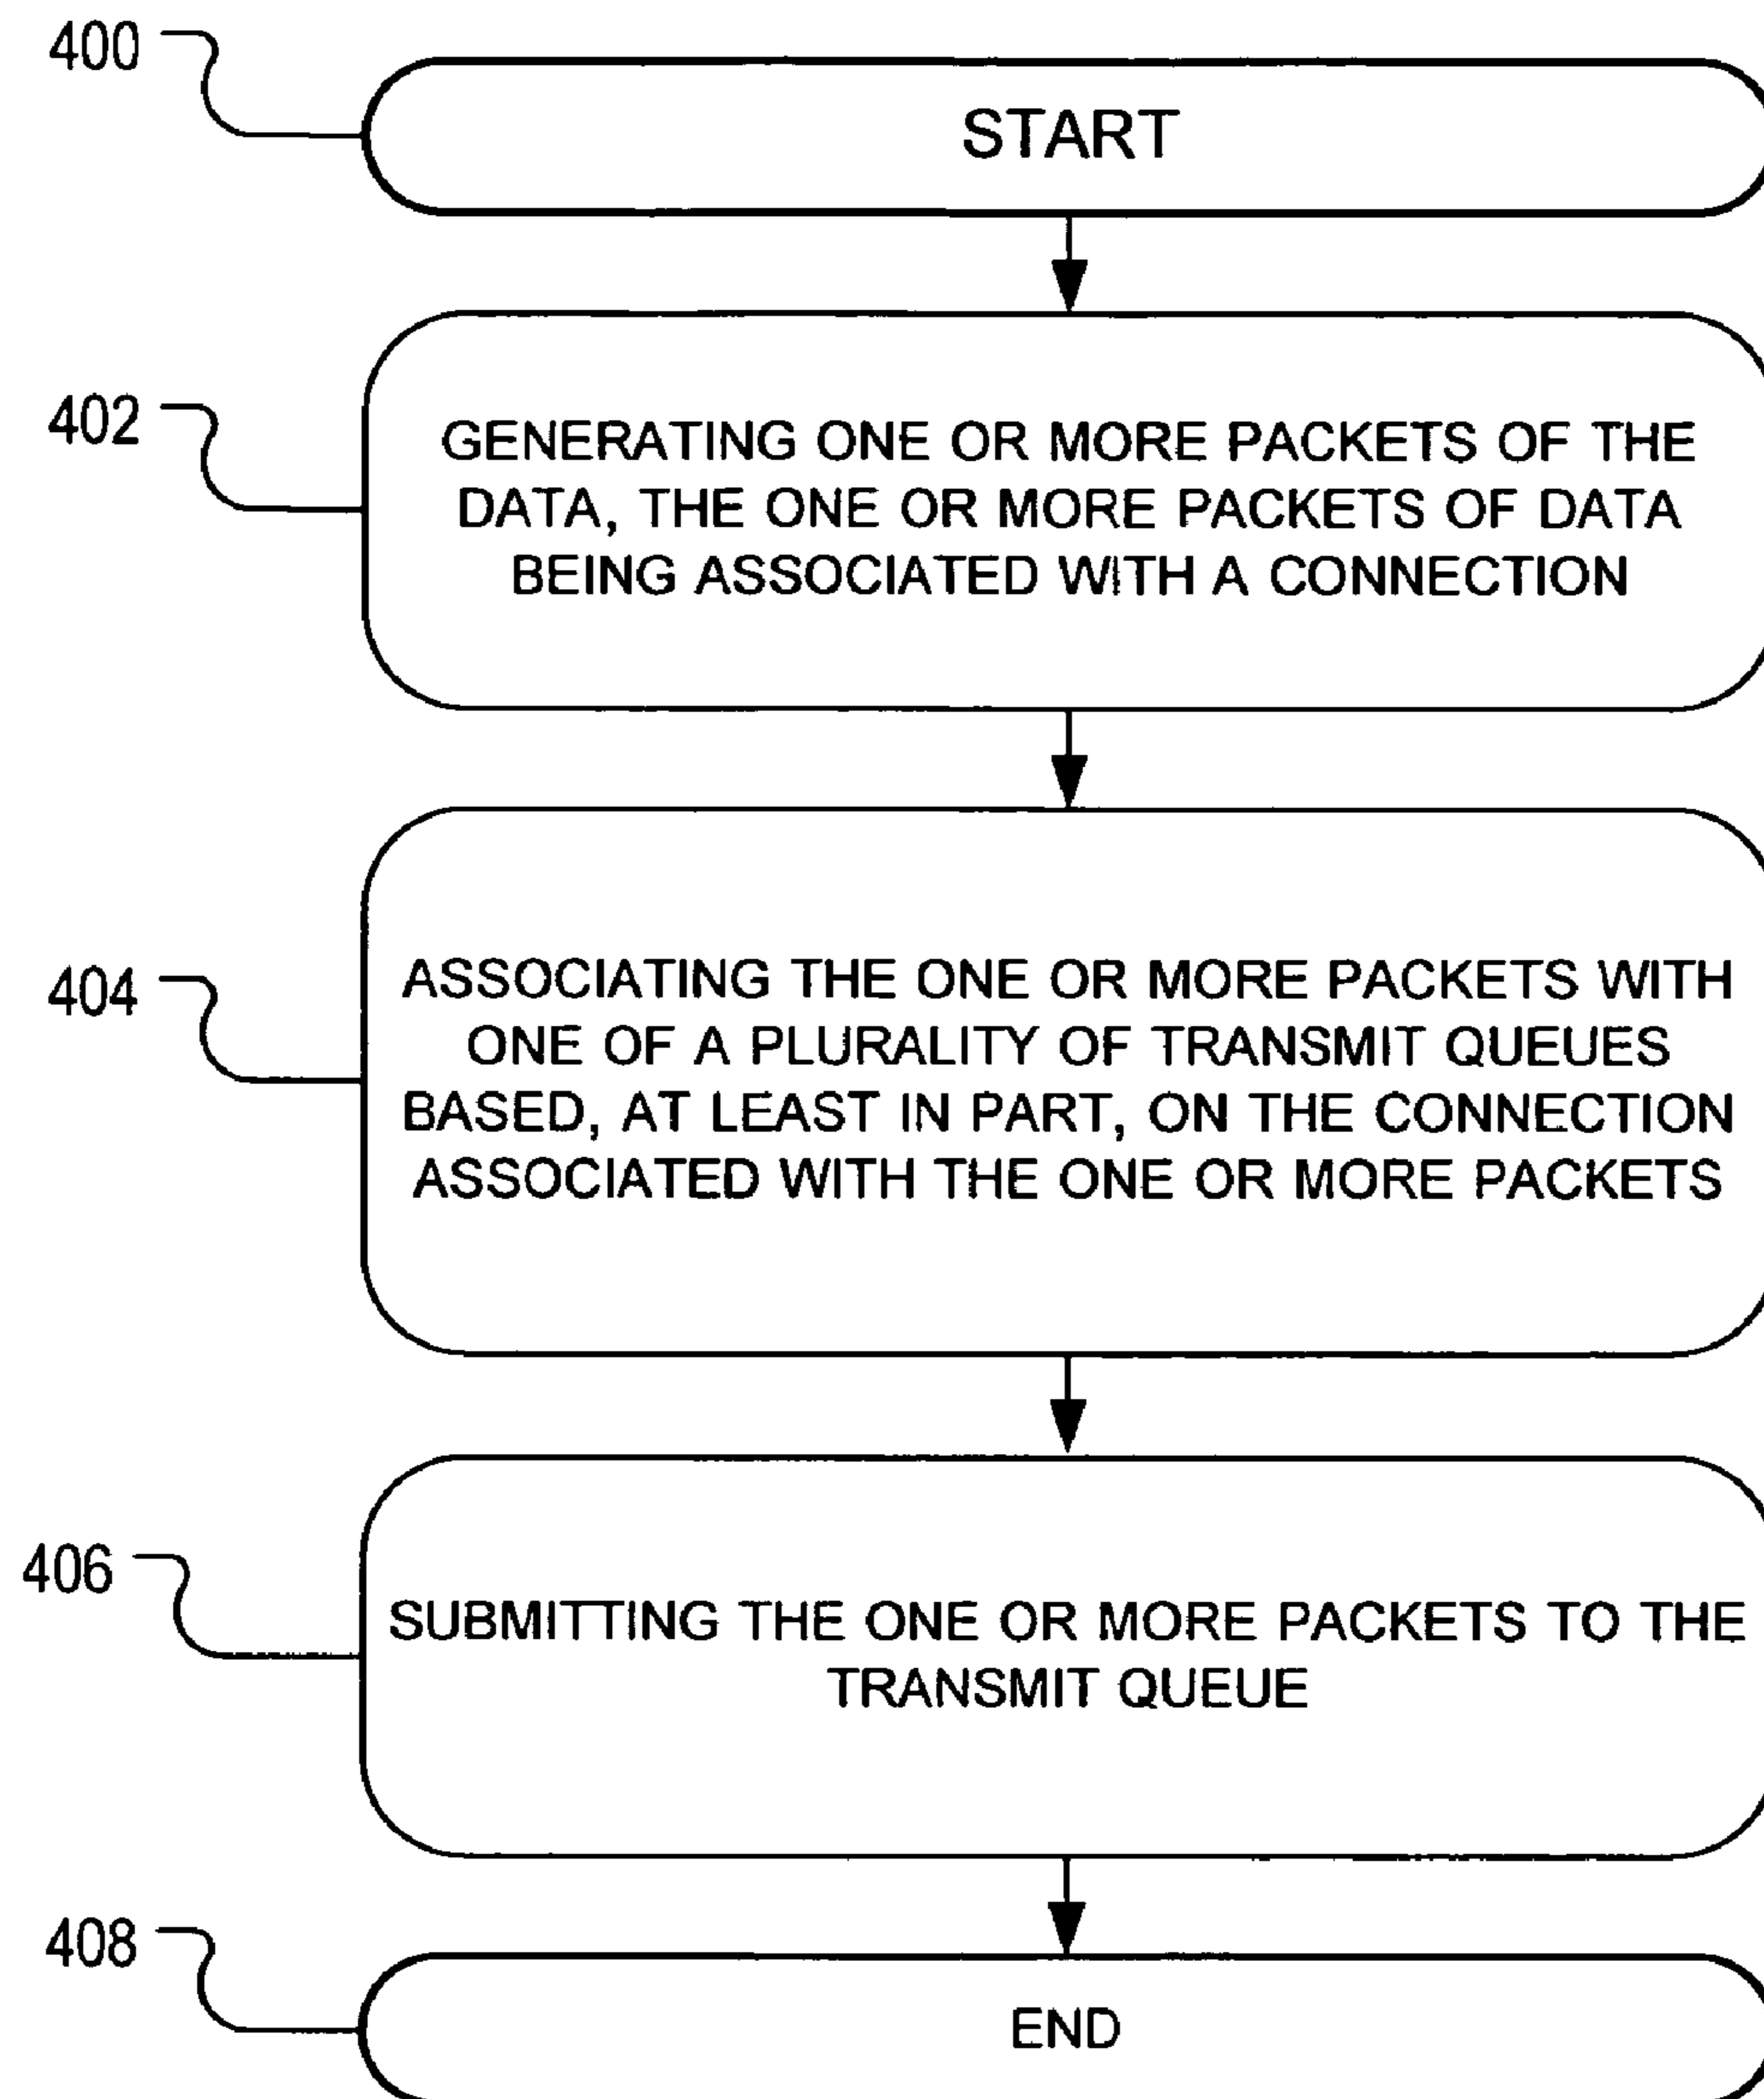 400
START
402
GENERATING ONE OR MORE PACKETS OF THE
DATA, THE ONE OR MORE PACKETS OF DATA
BEING ASSOCIATED WITH A CONNECTION
404
ASSOCIATING THE ONE OR MORE PACKETS WITH
ONE OF A PLURALITY OF TRANSMIT QUEUES
BASED, AT LEAST IN PART, ON THE CONNECTION
ASSOCIATED WITH THE ONE OR MORE PACKETS
406
SUBMITTING THE ONE OR MORE PACKETS TO THE
TRANSMIT QUEUE
408
END